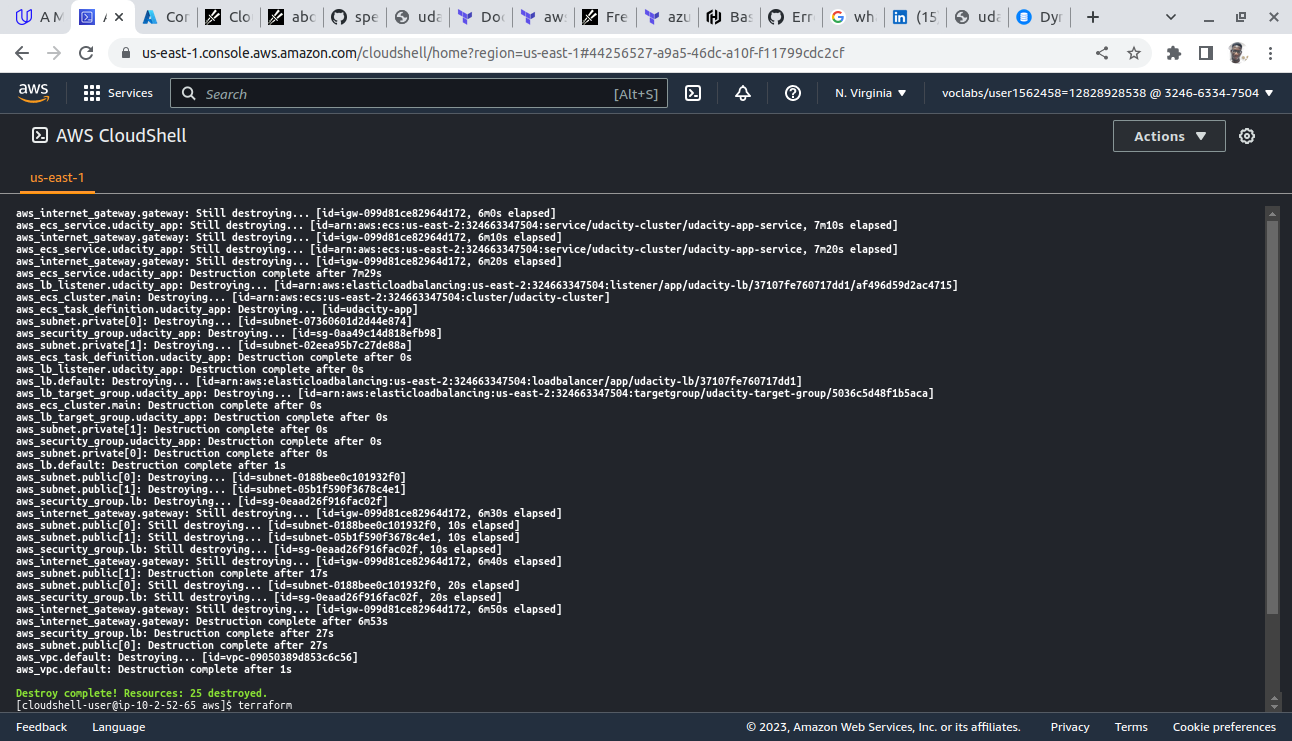 A M
A
Cor
Clo
abc
spe
uda
Doc
aws
Fre
azu
Bas
Erro
wha
(15)
uda
Dyn
us-east-1.console.aws.amazon.com/cloudshell/home?region=us-east-1#44256527-a9a5-46dc-a10f-f11799cdc2cf
aws
Services
Search
[Alt+S]
N. Virginia
voclabs/user1562458=12828928538 @ 3246-6334-7504
AWS CloudShell
Actions
us-east-1
aws_internet_gateway.gateway: Still destroying... [id=igw-099d81ce82964d172, 6m0s elapsed]
aws_ecs_service.udacity_app: Still destroying... [id=arn:aws:ecs:us-east-2:324663347504:service/udacity-cluster/udacity-app-service, 7m10s elapsed]
aws_internet_gateway.gateway: Still destroying... [id=igw-099d81ce82964d172, 6m10s elapsed]
aws_ecs_service.udacity_app: Still destroying... [id=arn:aws:ecs:us-east-2:324663347504:service/udacity-cluster/udacity-app-service, 7m20s elapsed]
aws_internet_gateway.gateway: Still destroying... [id=igw-099d81ce82964d172, 6m20s elapsed]
aws_ecs_service.udacity_app: Destruction complete after 7m29s
aws_lb_listener.udacity_app: Destroying... [id=arn:aws:elasticloadbalancing:us-east-2:324663347504:listener/app/udacity-lb/37107fe760717dd1/af496d59d2ac4715]
aws_ecs_cluster.main: Destroying... [id=arn:aws:ecs:us-east-2:324663347504:cluster/udacity-cluster]
aws_ecs_task_definition.udacity_app: Destroying... [id=udacity-app]
aws_subnet.private[0]: Destroying... [id=subnet-07360601d2d44e874]
aws_security_group.udacity_app: Destroying... [id=sg-0aa49c14d818efb98]
aws_subnet.private[1]: Destroying... [id=subnet-02eea95b7c27de88a]
aws_ecs_task_definition.udacity_app: Destruction complete after 0s
aws_lb_listener.udacity_app: Destruction complete after 0s
aws_lb.default: Destroying... [id=arn:aws:elasticloadbalancing:us-east-2:324663347504:loadbalancer/app/udacity-lb/37107fe760717dd1]
aws_lb_target_group.udacity_app: Destroying... [id=arn:aws:elasticloadbalancing:us-east-2:324663347504:targetgroup/udacity-target-group/5036c5d48f1b5aca]
aws_ecs_cluster.main: Destruction complete after 0s
aws_lb_target_group.udacity_app: Destruction complete after 0s
aws_subnet.private[1]: Destruction complete after 0s
aws_security_group.udacity_app: Destruction complete after 0s
aws_subnet.private[0]: Destruction complete after 0s
aws_lb.default: Destruction complete after 1s
aws_subnet.public[0]: Destroying... [id=subnet-0188bee0c101932f0]
aws_subnet.public[1]: Destroying... [id=subnet-05b1f590f3678c4e1]
aws_security_group.lb: Destroying... [id=sg-0eaad26f916fac02f]
aws_internet_gateway.gateway: Still destroying... [id=igw-099d81ce82964d172, 6m30s elapsed]
aws_subnet.public[0]: Still destroying... [id=subnet-0188bee0c101932f0, 10s elapsed]
aws_subnet.public[1]: Still destroying... [id=subnet-05b1f590f3678c4e1, 10s elapsed]
aws_security_group.lb: Still destroying... [id=sg-0eaad26f916fac02f, 10s elapsed]
aws_internet_gateway.gateway: Still destroying... [id=igw-099d81ce82964d172, 6m40s elapsed]
aws_subnet.public[1]: Destruction complete after 17s
aws_subnet.public[0]: Still destroying... [id=subnet-0188bee0c101932f0, 20s elapsed]
aws_security_group.lb: Still destroying... [id=sg-0eaad26f916fac02f, 20s elapsed]
aws_internet_gateway.gateway: Still destroying... [id=igw-099d81ce82964d172, 6m50s elapsed]
aws_internet_gateway.gateway: Destruction complete after 6m53s
aws_security_group.lb: Destruction complete after 27s
aws_subnet.public[0]: Destruction complete after 27s
aws_vpc.default: Destroying... [id=vpc-09050389d853c6c56]
aws_vpc.default: Destruction complete after 1s
Destroy complete! Resources: 25 destroyed.
[cloudshell-user@ip-10-2-52-65 aws]$ terraform
Feedback
Language
© 2023, Amazon Web Services, Inc. or its affiliates.
Privacy
Terms
Cookie preferences